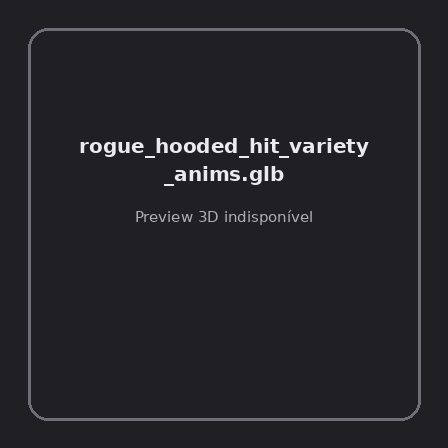 rogue_hooded_hit_variety
_anims.glb
Preview 3D indisponível